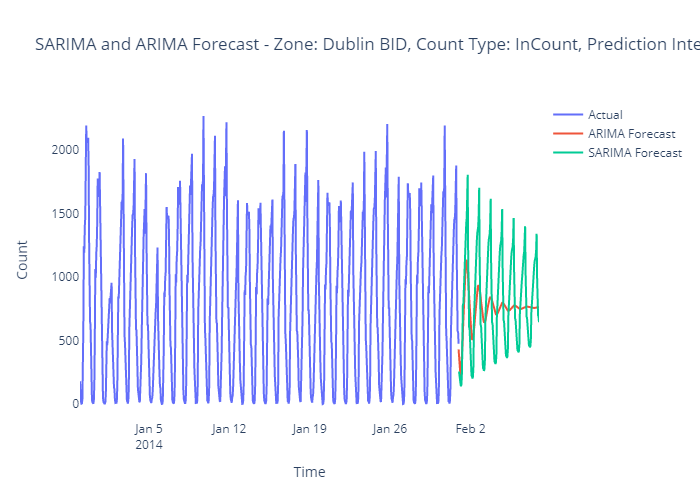 SARIMA and ARIMA Forecast - Zone: Dublin BID, Count Type: InCount, Prediction Inte
Actual
ARIMA Forecast
SARIMA Forecast
2000
1500
1000
500
0
Count
Jan 5
2014
Jan 12
Jan 19
Jan 26
Feb 2
Time